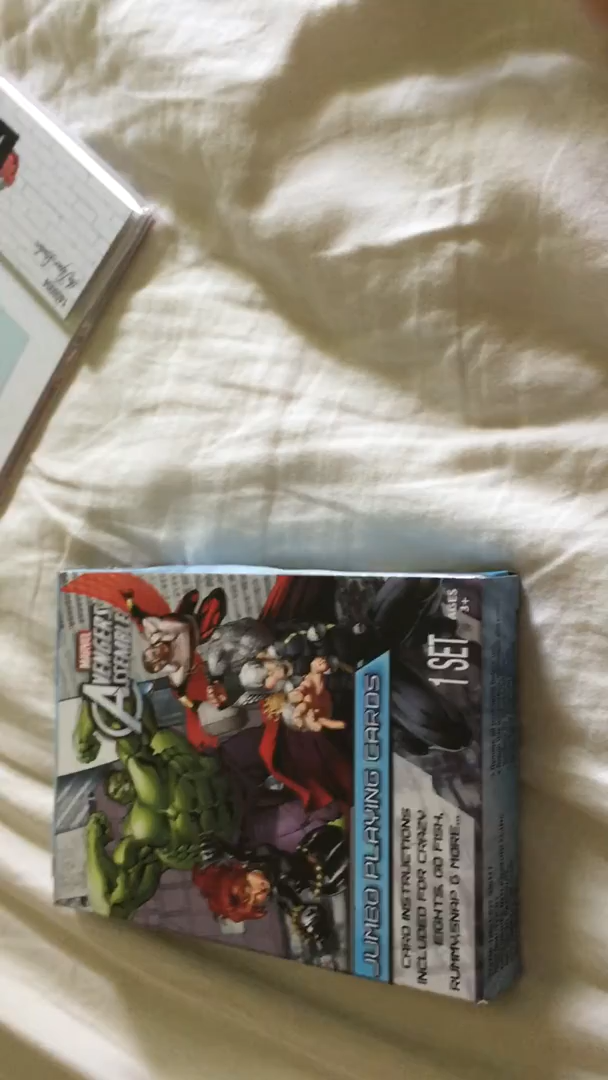 MARVEL
AVENGERS
ASSEMBLE
JUMBO PLAYING CARDS
CARD INSTRUCTIONS
INCLUDED FOR CRAZY
EIGHTS, GO FISH,
RUMMY, SNAP & MORE...
1 SET
AGES
3+